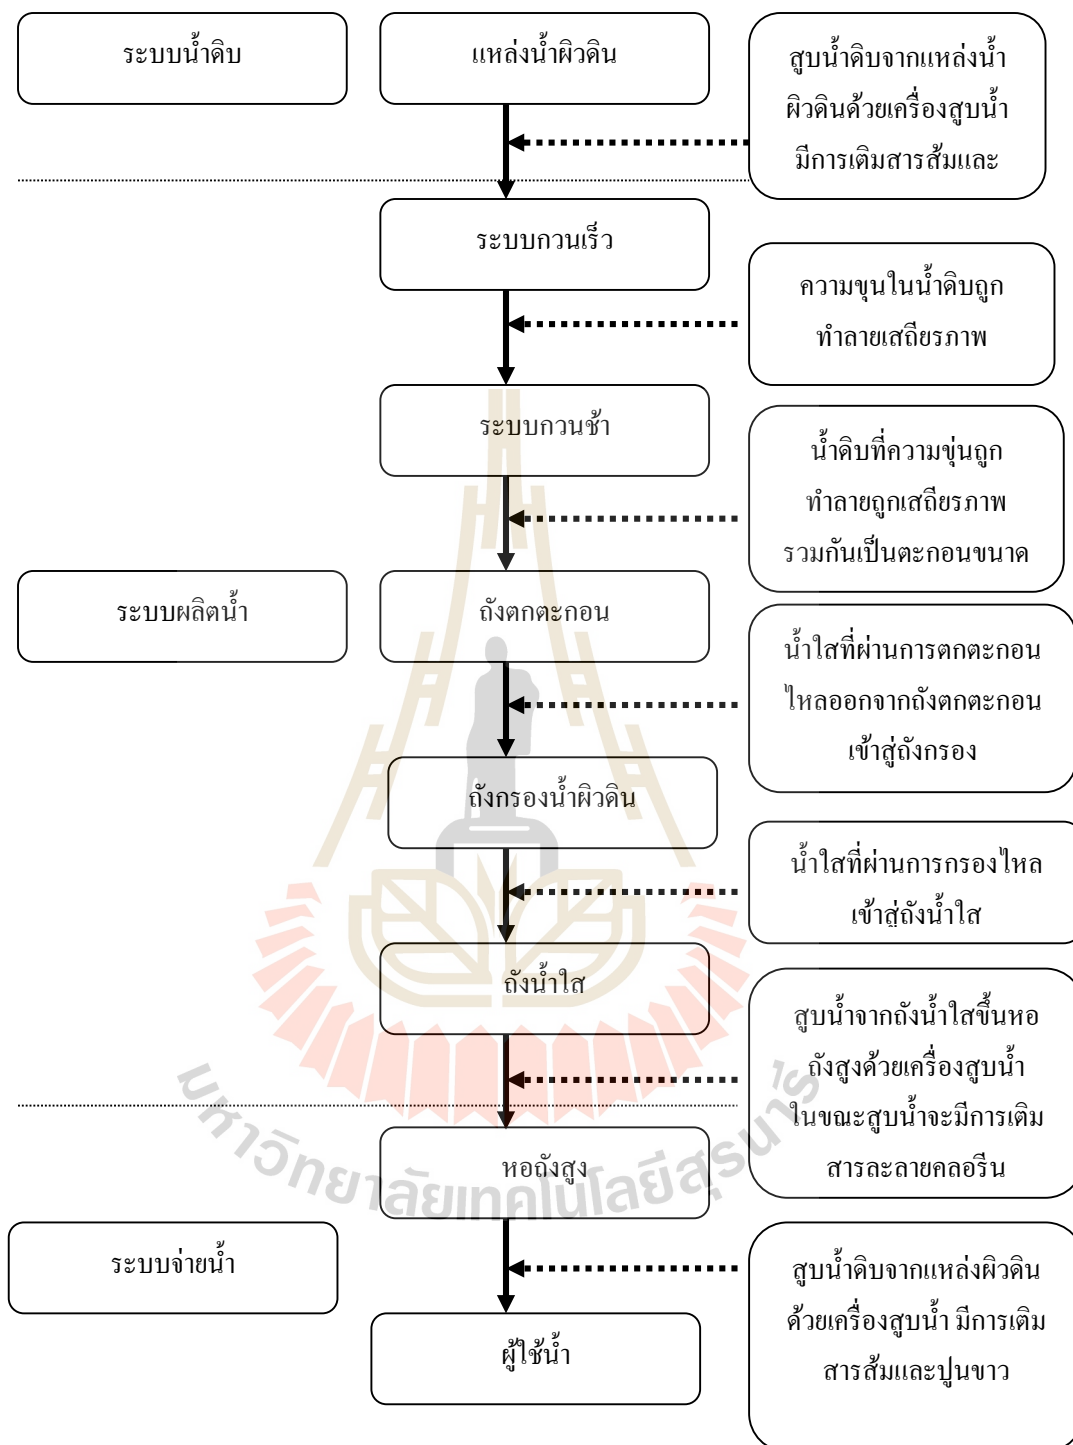 ระบบน้ำดิบ
แหล่งน้ำผิวดิน
สูบน้ำดิบจากแหล่งน้ำ
ผิวดินด้วยเครื่องสูบน้ำ
มีการเติมสารส้มและ
ระบบกวนเร็ว
ความขุนในน้ำดิบถูก
ทำลายเสถียรภาพ
ระบบกวนช้า
น้ำดิบที่ความขุ่นถูก
ทำลายถูกเสถียรภาพ
รวมกันเป็นตะกอนขนาด
ระบบผลิตน้ำ
ถังตกตะกอน
น้ำใสที่ผ่านการตกตะกอน
ไหลออกจากถังตกตะกอน
เข้าสู่ถังกรอง
ถังกรองน้ำผิวดิน
น้ำใสที่ผ่านการกรองไหล
เข้าสู่ถังน้ำใส
ถังน้ำใส
สูบน้ำจากถังน้ำใสขึ้นหอ
ถังสูงด้วยเครื่องสูบน้ำ
ในขณะสูบน้ำจะมีการเติม
สารละลายคลอรีน
หอถังสูง
มหาวิทยาลัยเทคโนโลยีสุรนารี
ระบบจ่ายน้ำ
สูบน้ำดิบจากแหล่งผิวดิน
ด้วยเครื่องสูบน้ำ มีการเติม
สารส้มและปูนขาว
ผู้ใช้น้ำ